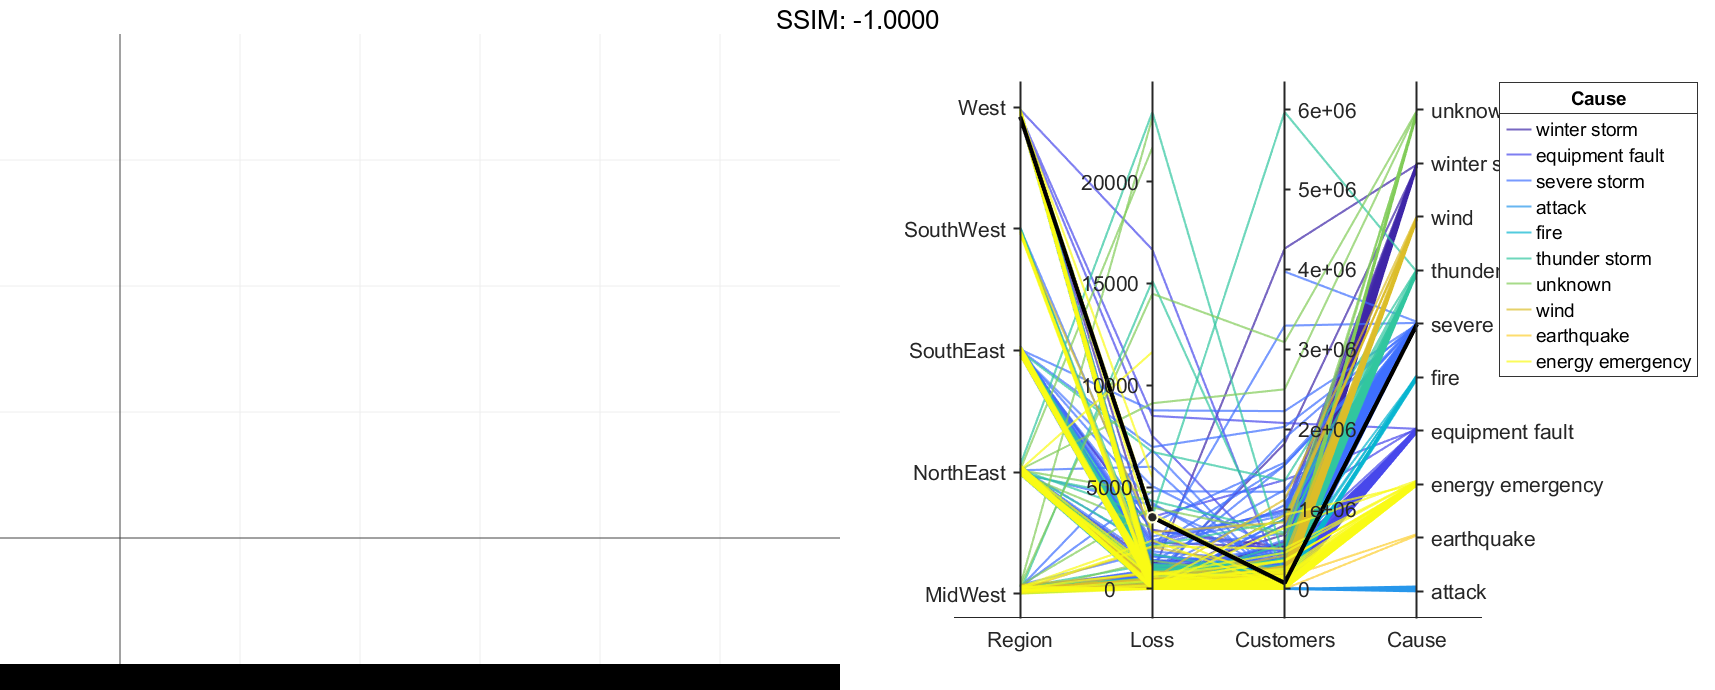 SSIM: -1.0000
West
SouthWest
SouthEast
NorthEast
MidWest
20000
15000
10000
5000
0
6e+06
5e+06
4e+06
3e+06
2e+06
1e+06
0
unknow
winter s
wind
thunder
severe
fire
equipment fault
energy emergency
earthquake
attack
Region
Loss
Customers
Cause
Cause
winter storm
equipment fault
severe storm
attack
fire
thunder storm
unknown
wind
earthquake
energy emergency